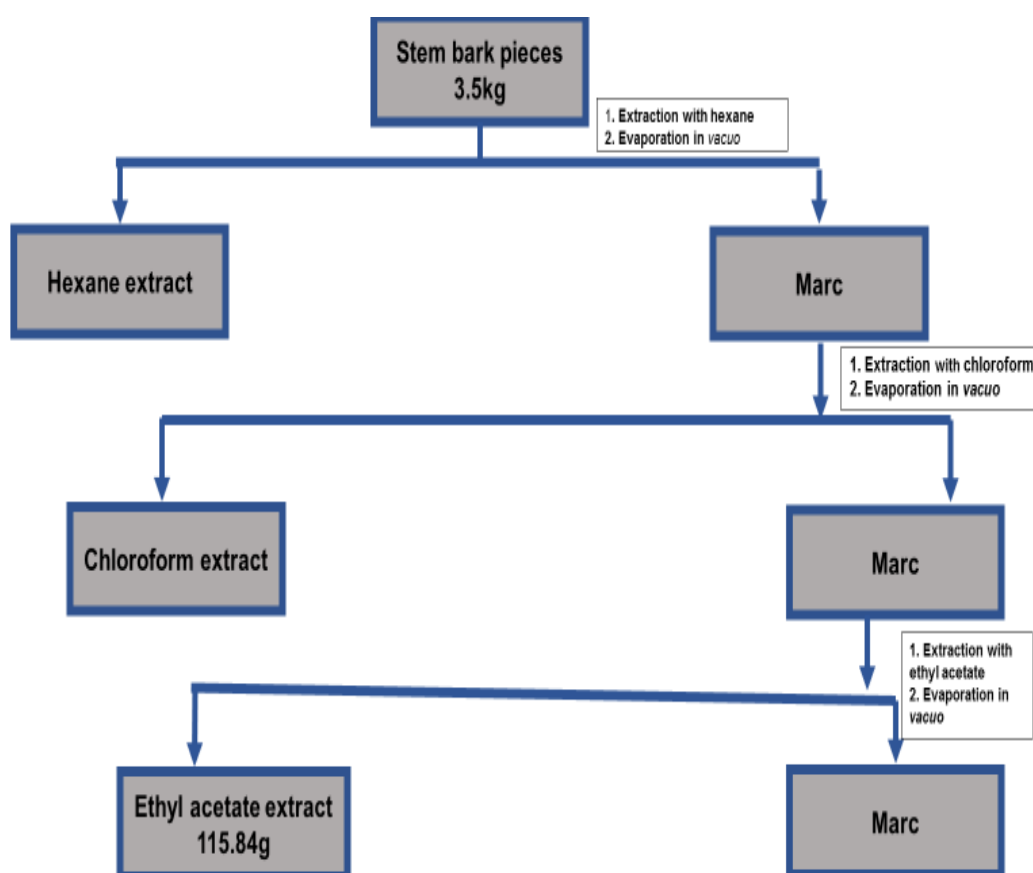 Stem bark pieces
3.5kg
1. Extraction with hexane
2. Evaporation in vacuo
Hexane extract
Marc
1. Extraction with chloroform
2. Evaporation in vacuo
Chloroform extract
Marc
1. Extraction with
ethyl acetate
2. Evaporation in
vacuo
Ethyl acetate extract
115.84g
Marc